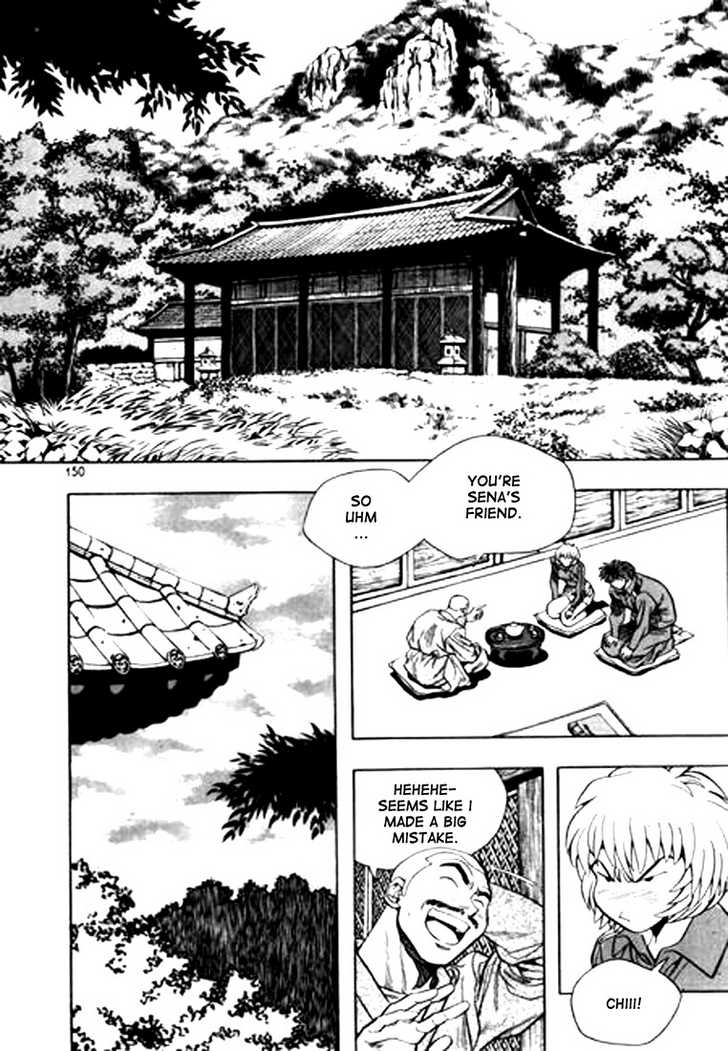 150
SO
UHM
...
YOU'RE
SENA'S
FRIEND.
HEHEHE-
SEEMS LIKE I
MADE A BIG
MISTAKE.
CHIII!